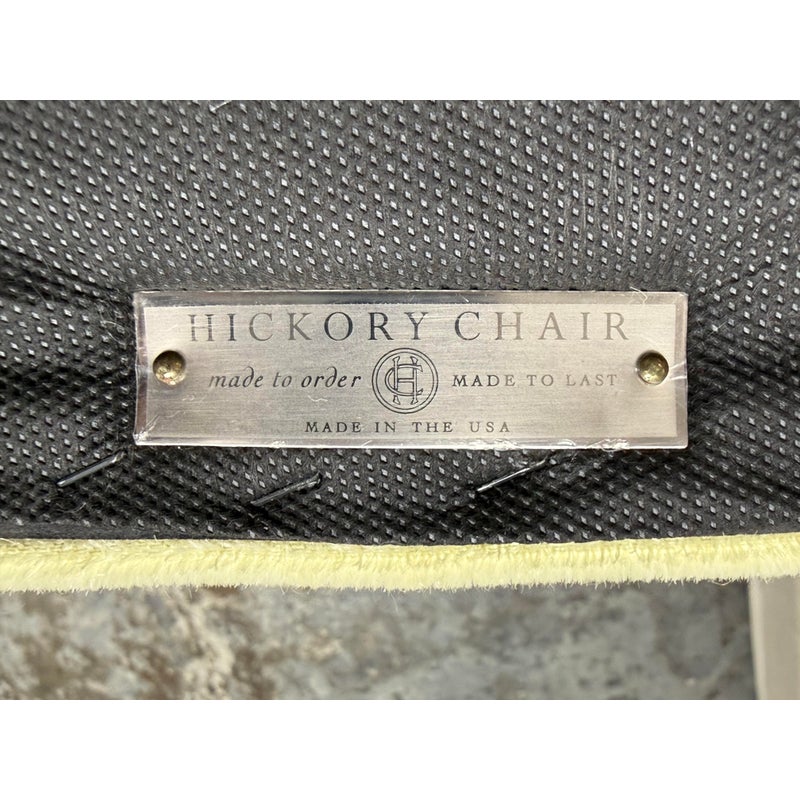 HICKORY CHAIR
made to order HC MADE TO LAST
MADE IN THE USA